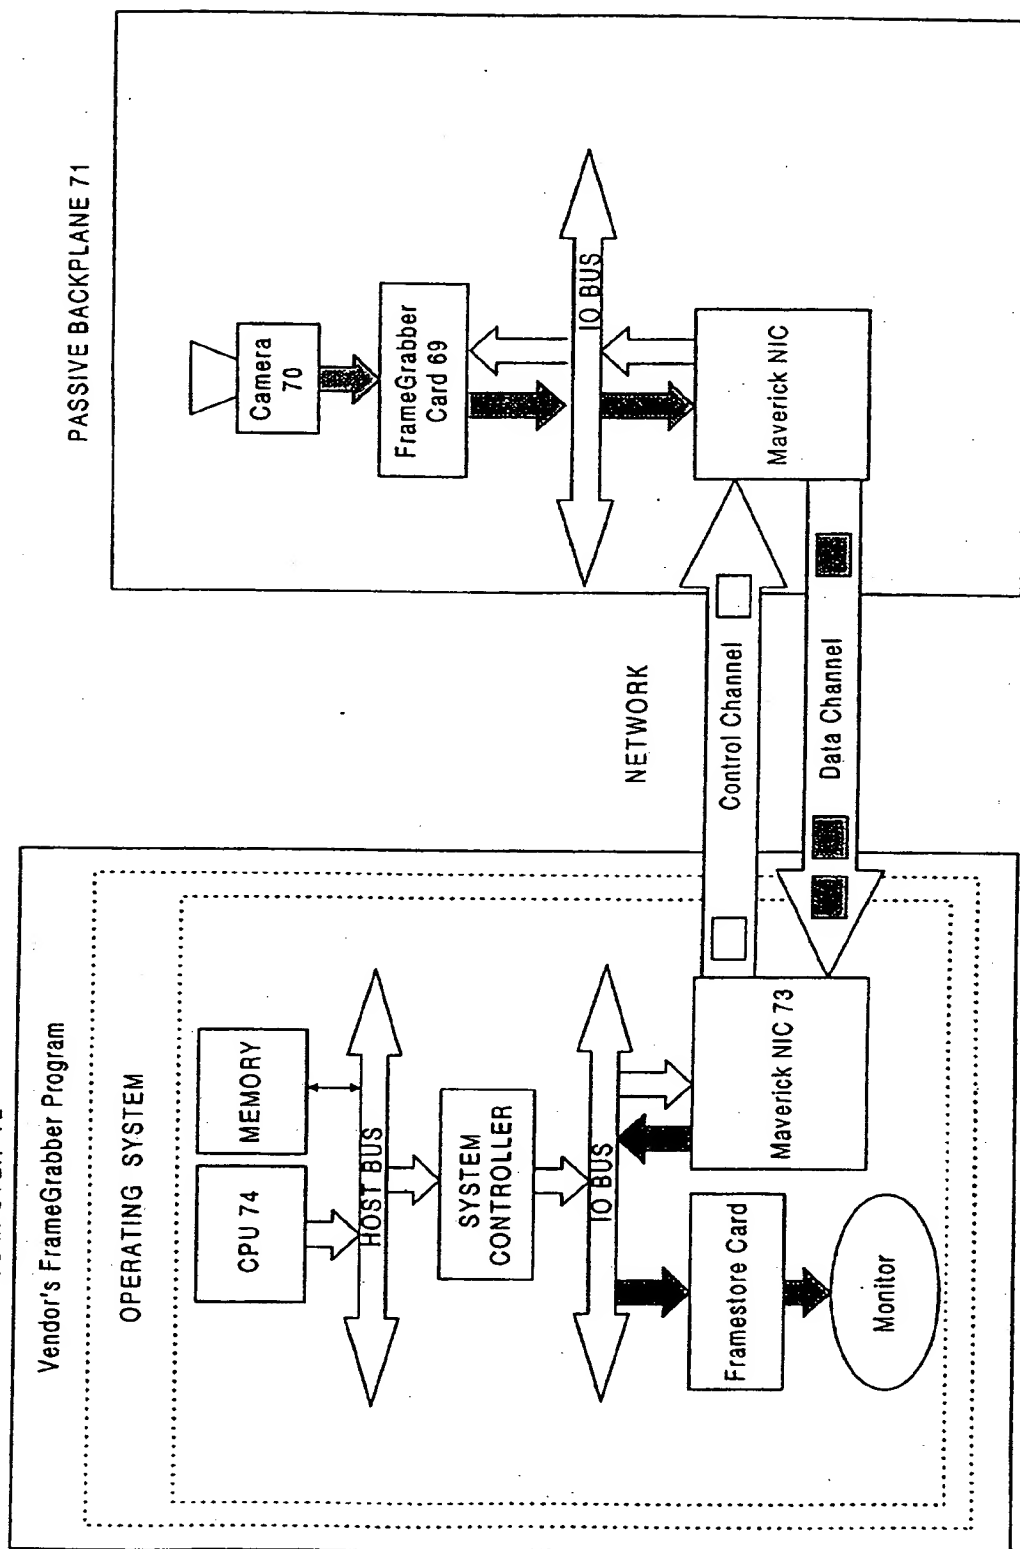 Vendor's FrameGrabber Program
OPERATING SYSTEM
CPU 74
MEMORY
HOST BUS
SYSTEM
CONTROLLER
IO BUS
Framestore Card
Monitor
Maverick NIC 73
NETWORK
Control Channel
Data Channel
PASSIVE BACKPLANE 71
Camera
70
FrameGrabber
Card 69
IO BUS
Maverick NIC